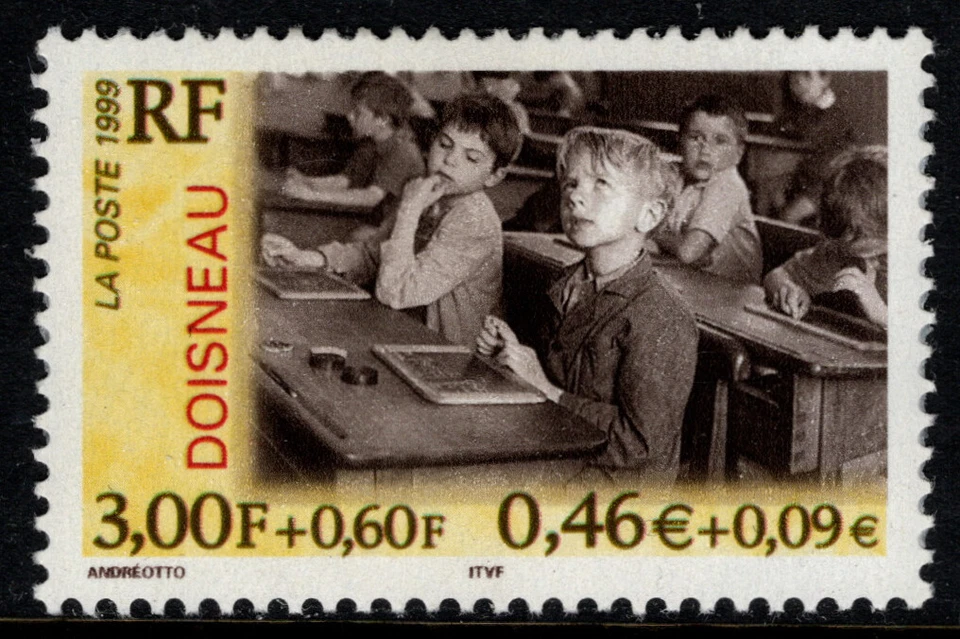 RF
LA POSTE 1999
DOISNEAU
3,00F+0,60F 0,46€+0,09€
ANDRÉOTTO ITVF